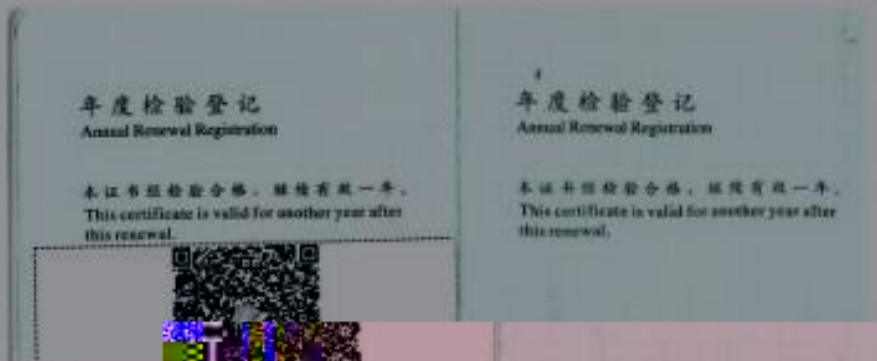 年度检验登记
Annual Renewal Registration
本证书经检验合格，继续有效一年。
This certificate is valid for another year after
this renewal.
年度检验登记
Annual Renewal Registration
本证书经检验合格，继续有效一年。
This certificate is valid for another year after
this renewal.